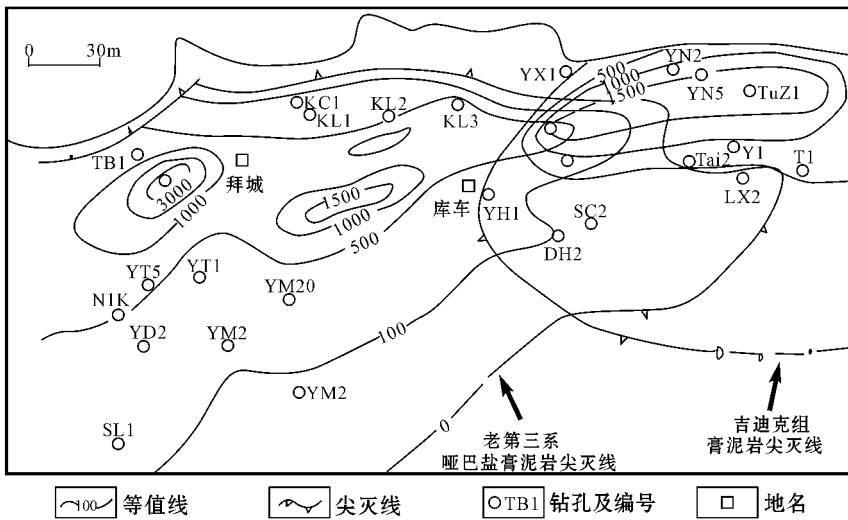 0 30m
YX1
500
1000
1500
YN2
YN5
TuZ1
KC1
KL1
KL2
KL3
TB1
拜城
3000
1000
1500
1000
500
库车
YH1
SC2
DH2
Tai2
Y1
T1
LX2
YT5
YT1
N1K
YD2
YM20
YM2
100
YM2
SL1
0
老第三系
哑巴盐膏泥岩尖灭线
吉迪克组
膏泥岩尖灭线
100 等值线
尖灭线
TB1 钻孔及编号
地名